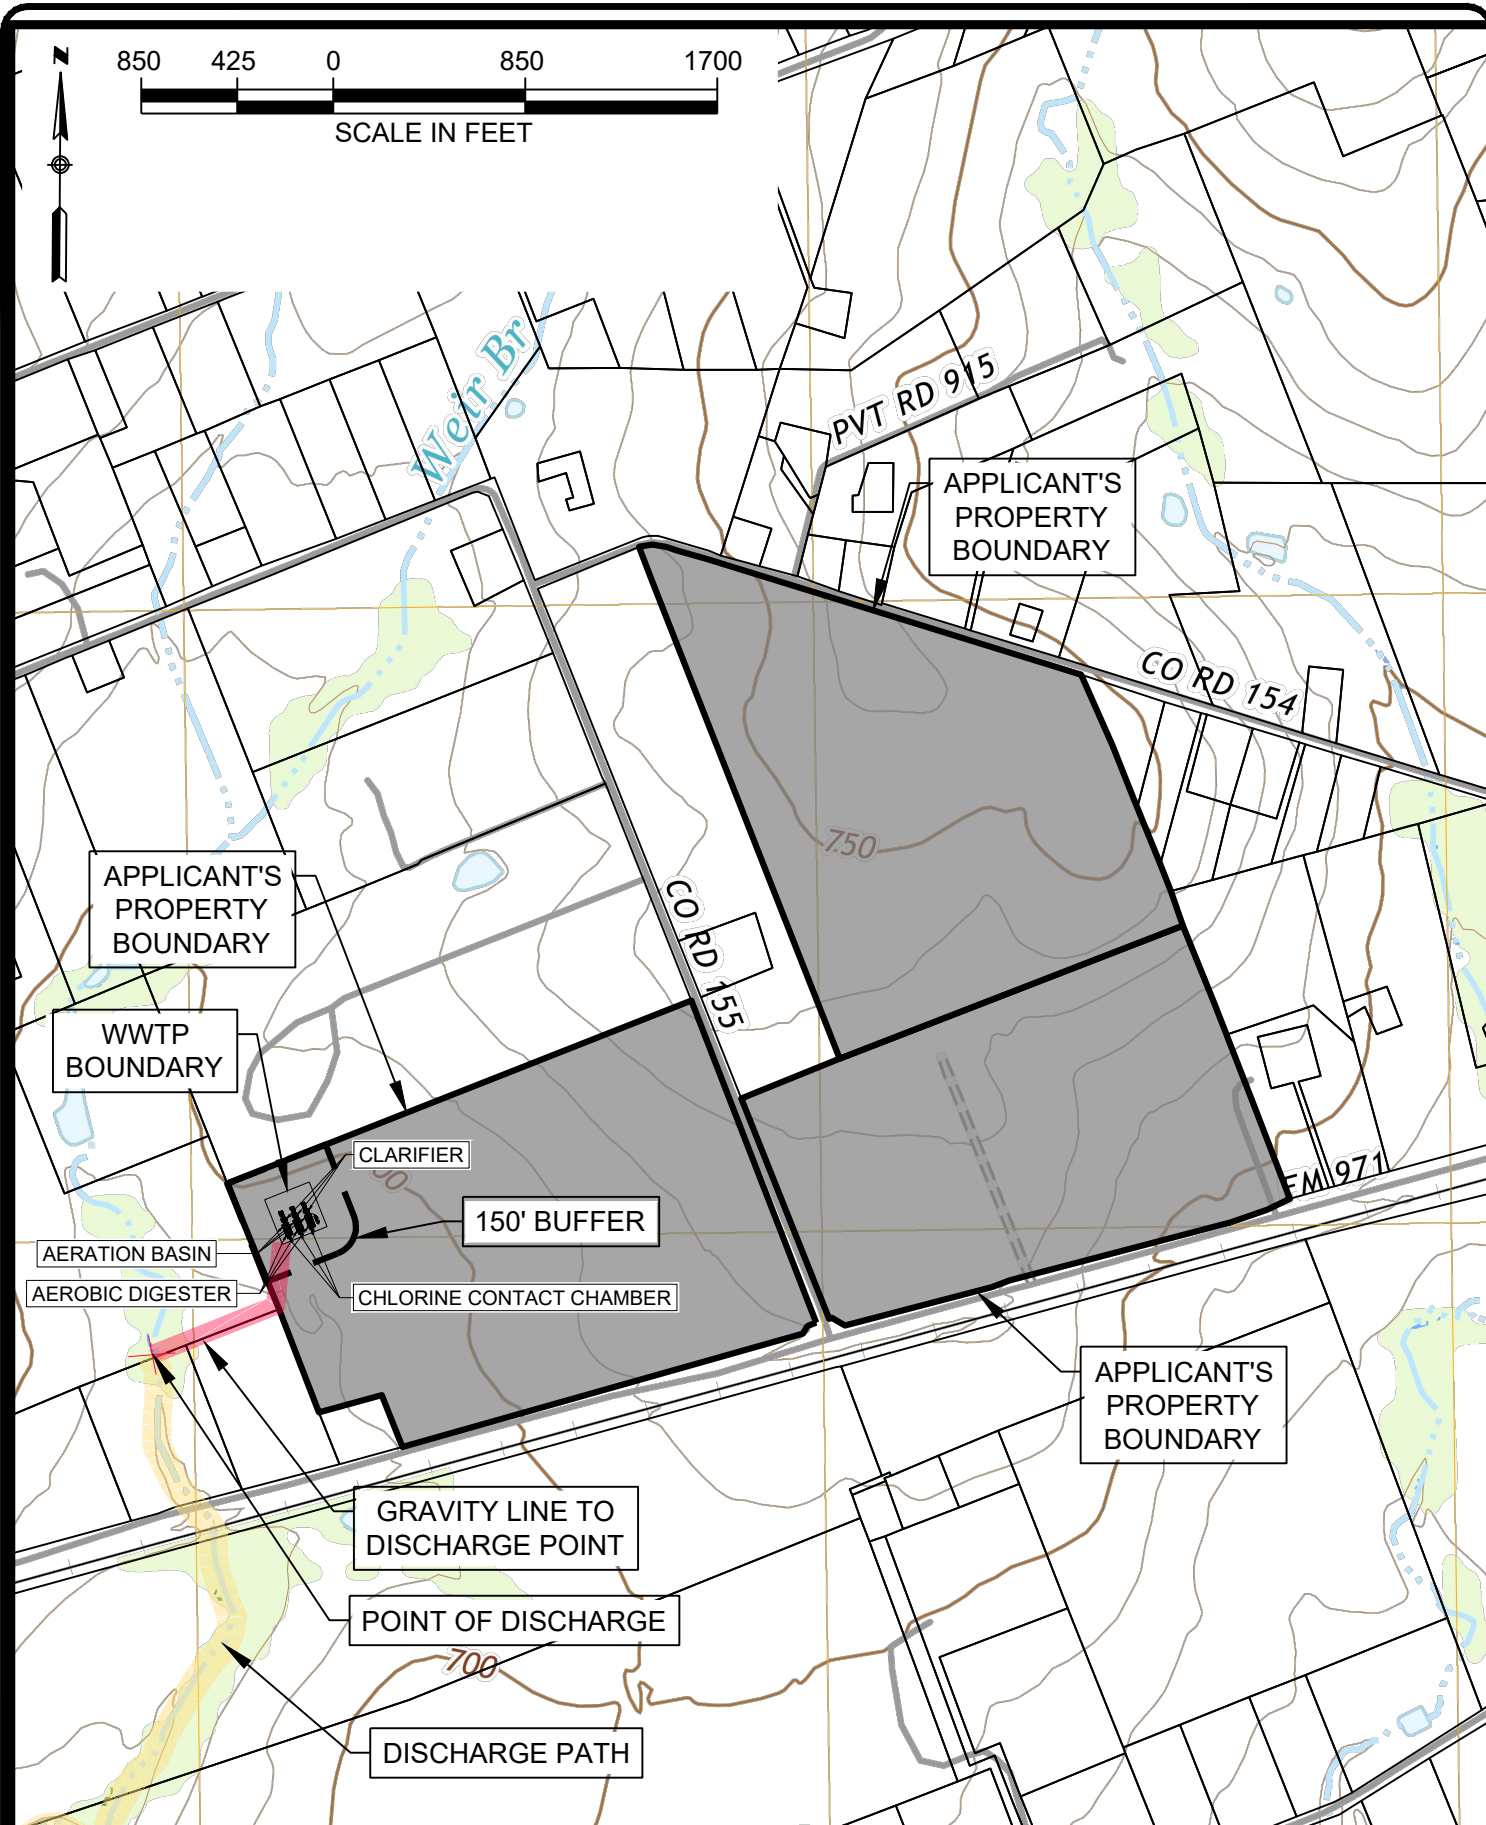 N
850 425 0 850 1700
SCALE IN FEET
Weir Br
PVT RD 915
APPLICANT'S
PROPERTY
BOUNDARY
CO RD 154
750
APPLICANT'S
PROPERTY
BOUNDARY
CO RD 155
WWTP
BOUNDARY
CLARIFIER
FM 971
150' BUFFER
AERATION BASIN
AEROBIC DIGESTER
CHLORINE CONTACT CHAMBER
APPLICANT'S
PROPERTY
BOUNDARY
GRAVITY LINE TO
DISCHARGE POINT
POINT OF DISCHARGE
700
DISCHARGE PATH